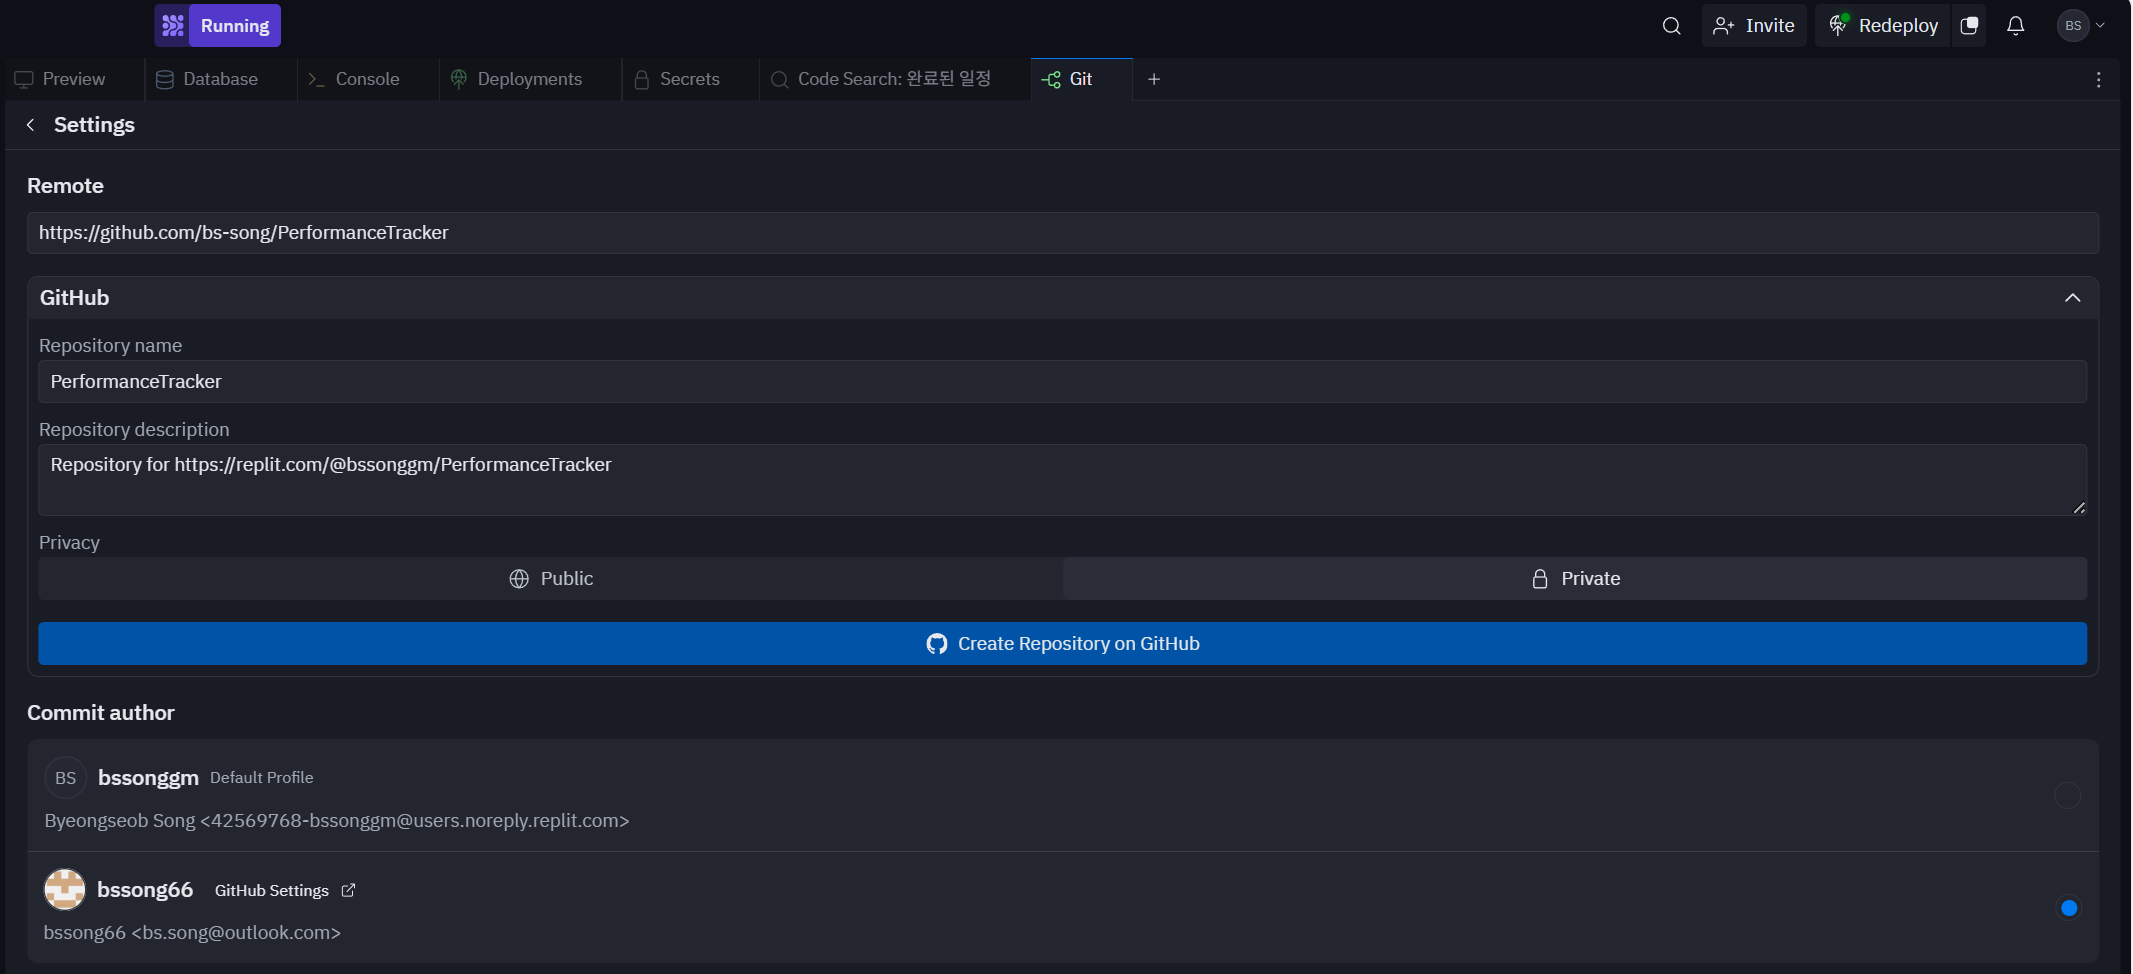 Running
Invite
Redeploy
BS
Preview
Database
Console
Deployments
Secrets
Code Search: 완료된 일정
Git
Settings
Remote
https://github.com/bs-song/PerformanceTracker
GitHub
Repository name
PerformanceTracker
Repository description
Repository for https://replit.com/@bssonggm/PerformanceTracker
Privacy
Public
Private
Create Repository on GitHub
Commit author
BS bssonggm Default Profile
Byeongseob Song <42569768-bssonggm@users.noreply.replit.com>
bssong66 GitHub Settings
bssong66 <bs.song@outlook.com>